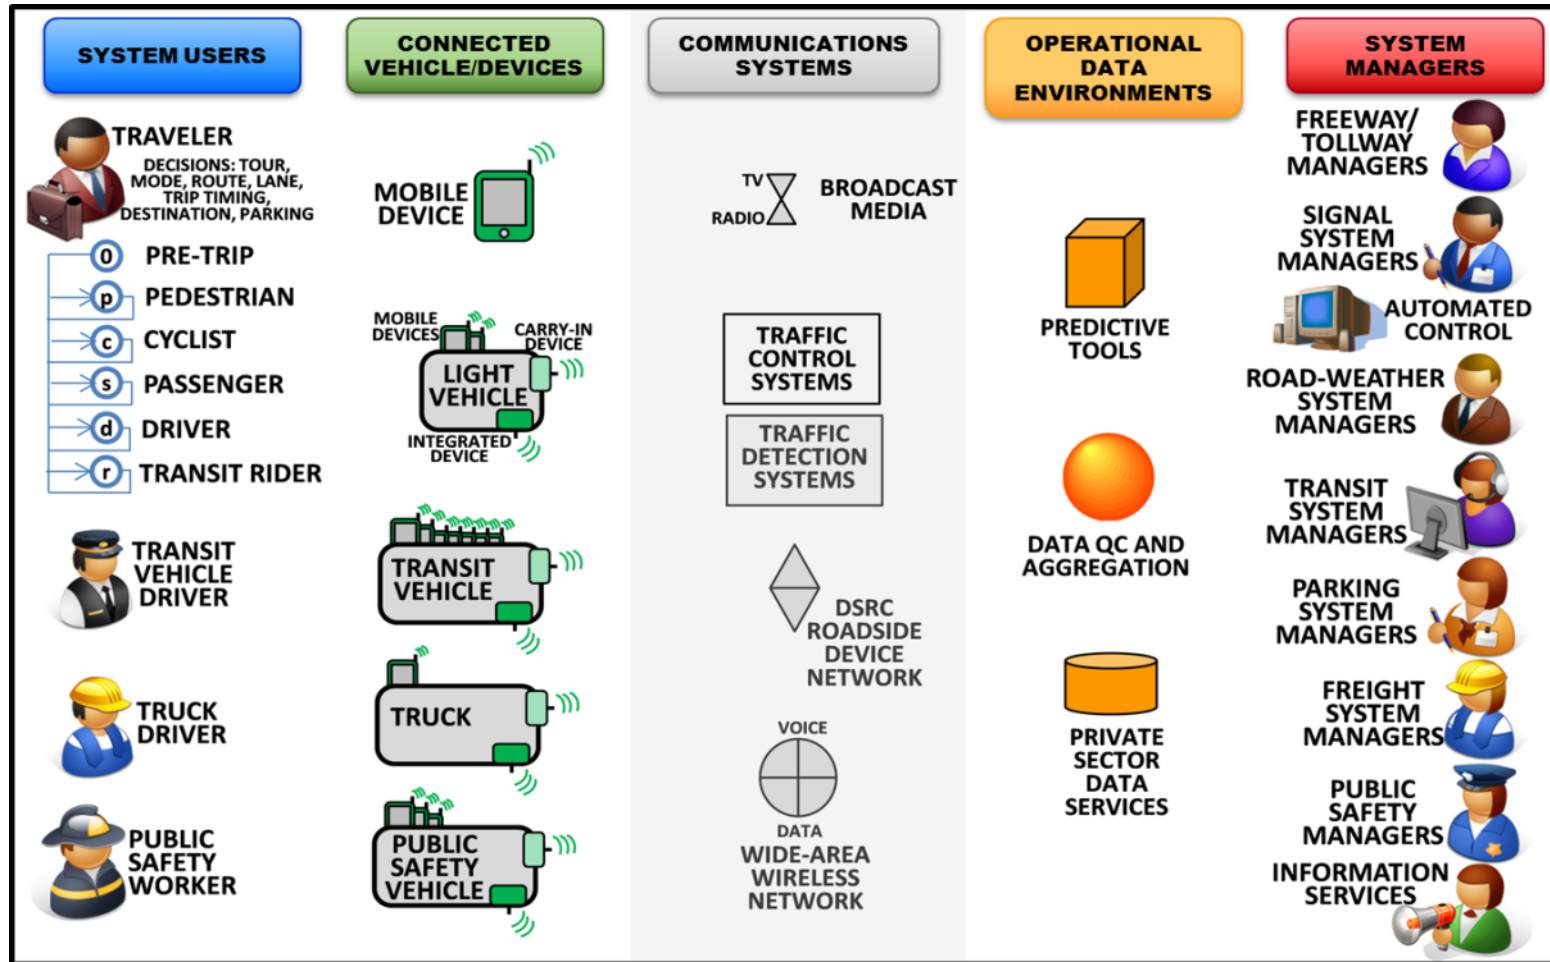 SYSTEM USERS
TRAVELER
DECISIONS: TOUR,
MODE, ROUTE, LANE,
TRIP TIMING,
DESTINATION, PARKING
0 PRE-TRIP
p PEDESTRIAN
c CYCLIST
s PASSENGER
d DRIVER
r TRANSIT RIDER
TRANSIT
VEHICLE
DRIVER
TRUCK
DRIVER
PUBLIC
SAFETY
WORKER
CONNECTED
VEHICLE/DEVICES
MOBILE
DEVICE
MOBILE
DEVICES
CARRY-IN
DEVICE
LIGHT
VEHICLE
INTEGRATED
DEVICE
TRANSIT
VEHICLE
TRUCK
PUBLIC
SAFETY
VEHICLE
COMMUNICATIONS
SYSTEMS
TV
RADIO
BROADCAST
MEDIA
TRAFFIC
CONTROL
SYSTEMS
TRAFFIC
DETECTION
SYSTEMS
DSRC
ROADSIDE
DEVICE
NETWORK
VOICE
DATA
WIDE-AREA
WIRELESS
NETWORK
OPERATIONAL
DATA
ENVIRONMENTS
PREDICTIVE
TOOLS
DATA QC AND
AGGREGATION
PRIVATE
SECTOR
DATA
SERVICES
SYSTEM
MANAGERS
FREEWAY/
TOLLWAY
MANAGERS
SIGNAL
SYSTEM
MANAGERS
AUTOMATED
CONTROL
ROAD-WEATHER
SYSTEM
MANAGERS
TRANSIT
SYSTEM
MANAGERS
PARKING
SYSTEM
MANAGERS
FREIGHT
SYSTEM
MANAGERS
PUBLIC
SAFETY
MANAGERS
INFORMATION
SERVICES